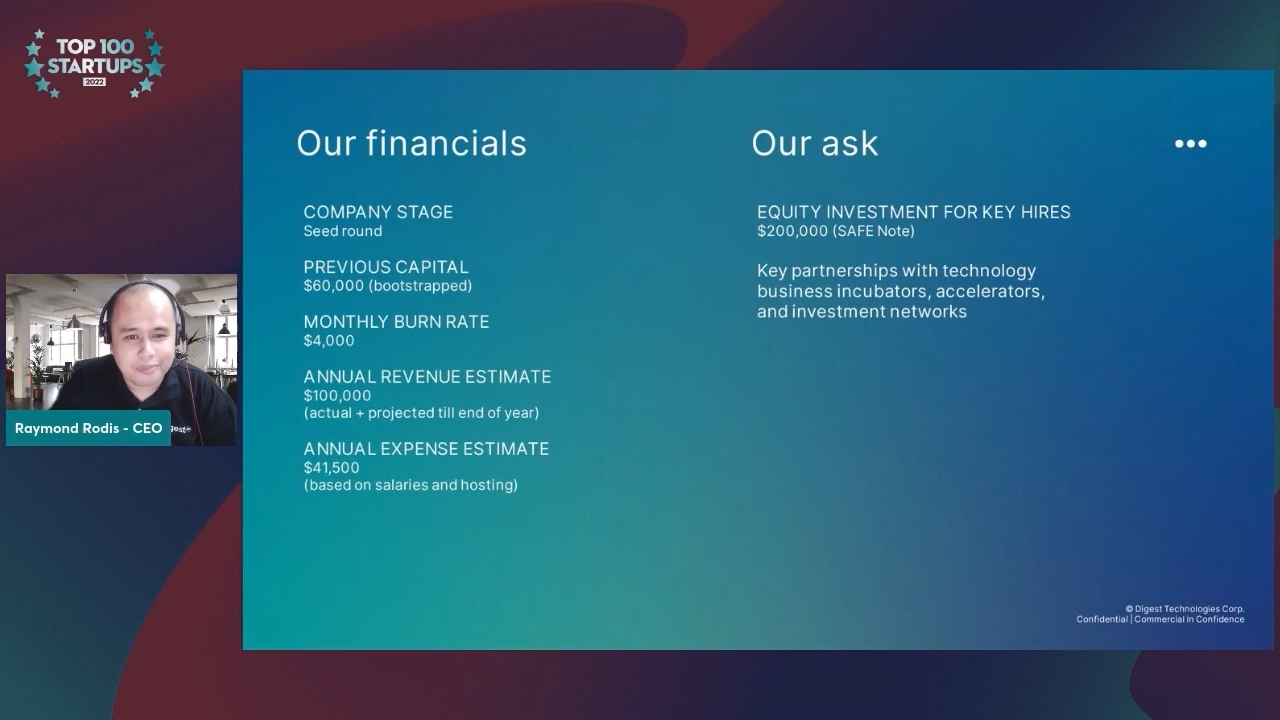 TOP 100
STARTUPS
2022
Our financials
COMPANY STAGE
Seed round
PREVIOUS CAPITAL
$60,000 (bootstrapped)
MONTHLY BURN RATE
$4,000
ANNUAL REVENUE ESTIMATE
$100,000
(actual + projected till end of year)
ANNUAL EXPENSE ESTIMATE
$41,500
(based on salaries and hosting)
Our ask
EQUITY INVESTMENT FOR KEY HIRES
$200,000 (SAFE Note)
Key partnerships with technology
business incubators, accelerators,
and investment networks
Raymond Rodis - CEO
© Digest Technologies Corp.
Confidential | Commercial in Confidence